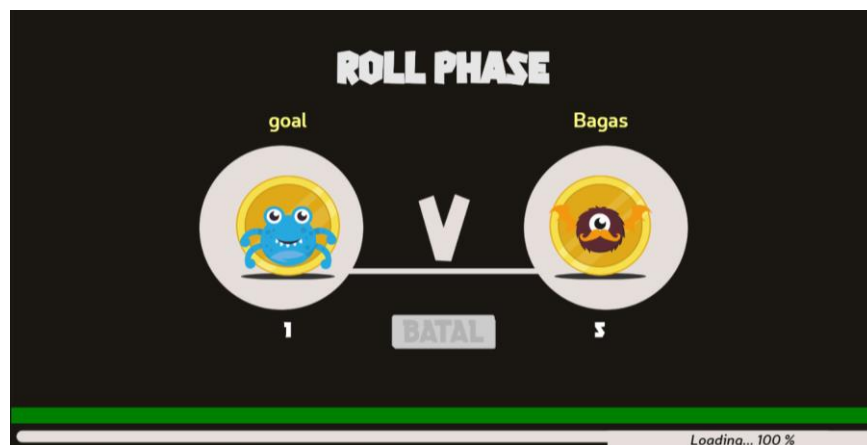 ROLL PHASE
goal Bagas
V
1 BATAL 5
Loading... 100 %